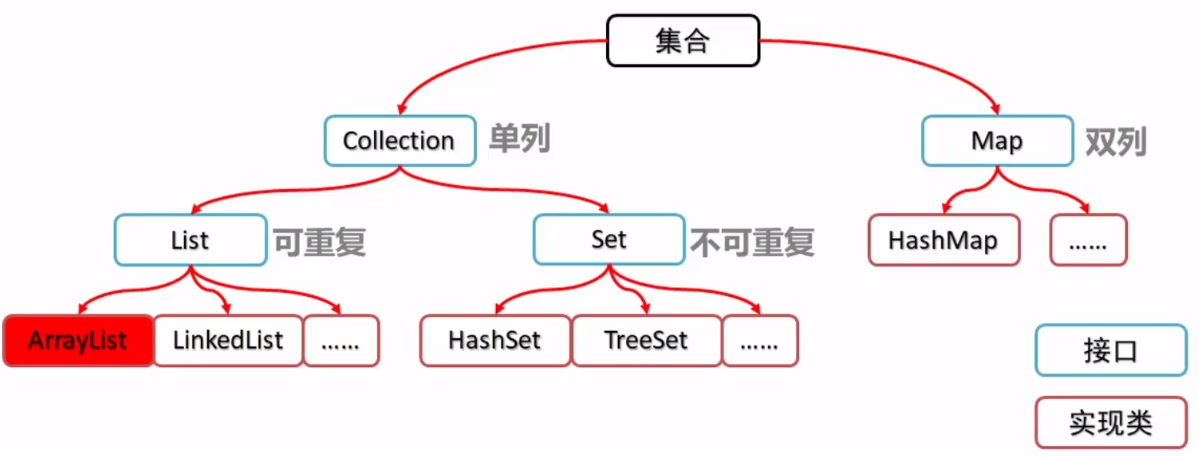 集合
Collection 单列
Map 双列
List 可重复
Set 不可重复
HashMap
……
ArrayList
LinkedList
……
HashSet
TreeSet
……
接口
实现类